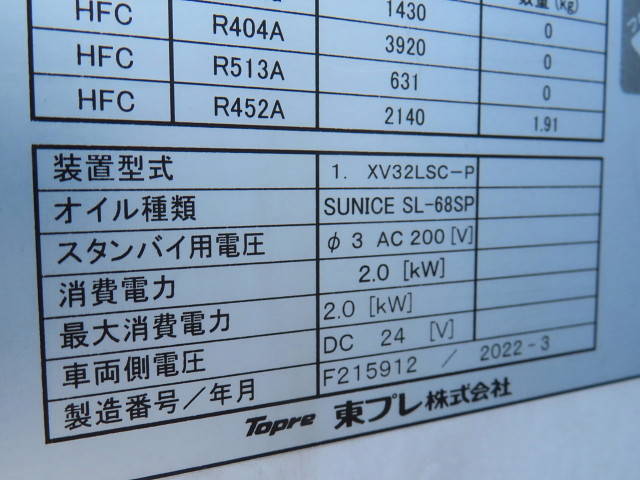 1430
数量 (kg)
HFC R404A 3920 0
HFC R513A 631 0
HFC R452A 2140 0
1.91
装置型式 1. XV32LSC-P
オイル種類 SUNICE SL-68SP
スタンバイ用電圧 φ 3 AC 200 [V]
消費電力 2.0 [kW]
最大消費電力 2.0 [kW]
車両側電圧 DC 24 [V]
製造番号/年月 F215912 / 2022-3
Topre 東プレ株式会社